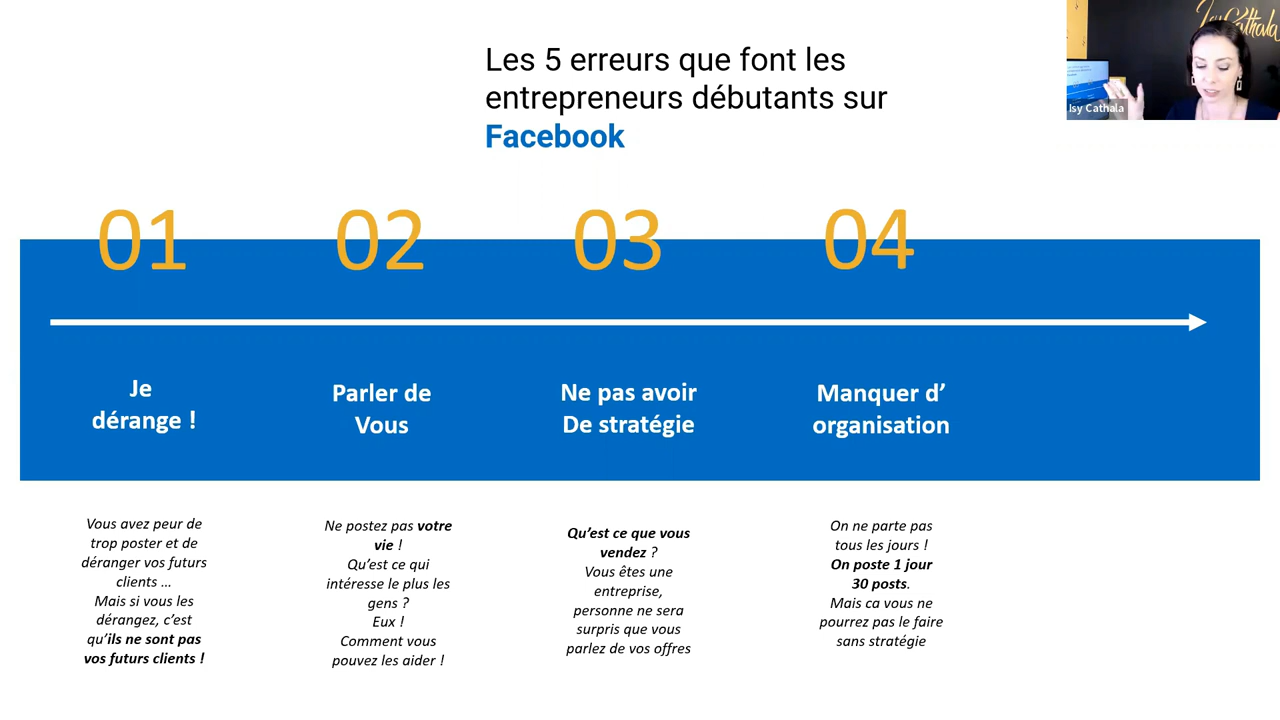 Les 5 erreurs que font les
entrepreneurs débutants sur
Facebook
Isy Cathala
Isy Cathala
01
02
03
04
Je
dérange !
Parler de
Vous
Ne pas avoir
De stratégie
Manquer d’
organisation
Vous avez peur de
trop poster et de
déranger vos futurs
clients ...
Mais si vous les
dérangez, c’est
qu’ils ne sont pas
vos futurs clients !
Ne postez pas votre
vie !
Qu’est ce qui
intéresse le plus les
gens ?
Eux !
Comment vous
pouvez les aider !
Qu’est ce que vous
vendez ?
Vous êtes une
entreprise,
personne ne sera
surpris que vous
parlez de vos offres
On ne parte pas
tous les jours !
On poste 1 jour
30 posts.
Mais ca vous ne
pourrez pas le faire
sans stratégie